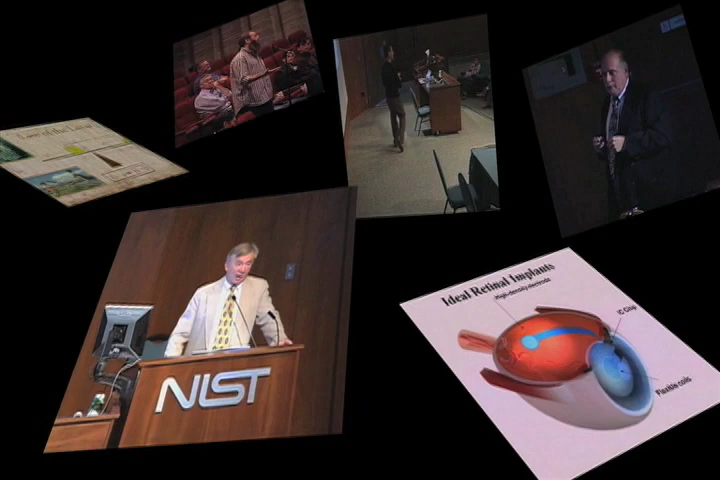 NIST
Ideal Retinal Implants
High-density electrode
IC Chip
Flexible coils